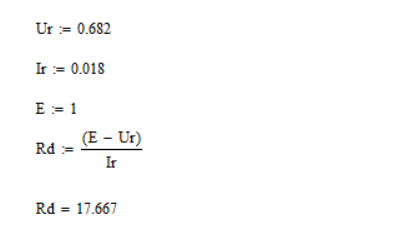 Ur := 0.682
Ir := 0.018
E := 1
Rd := (E − Ur) / Ir
Rd = 17.667